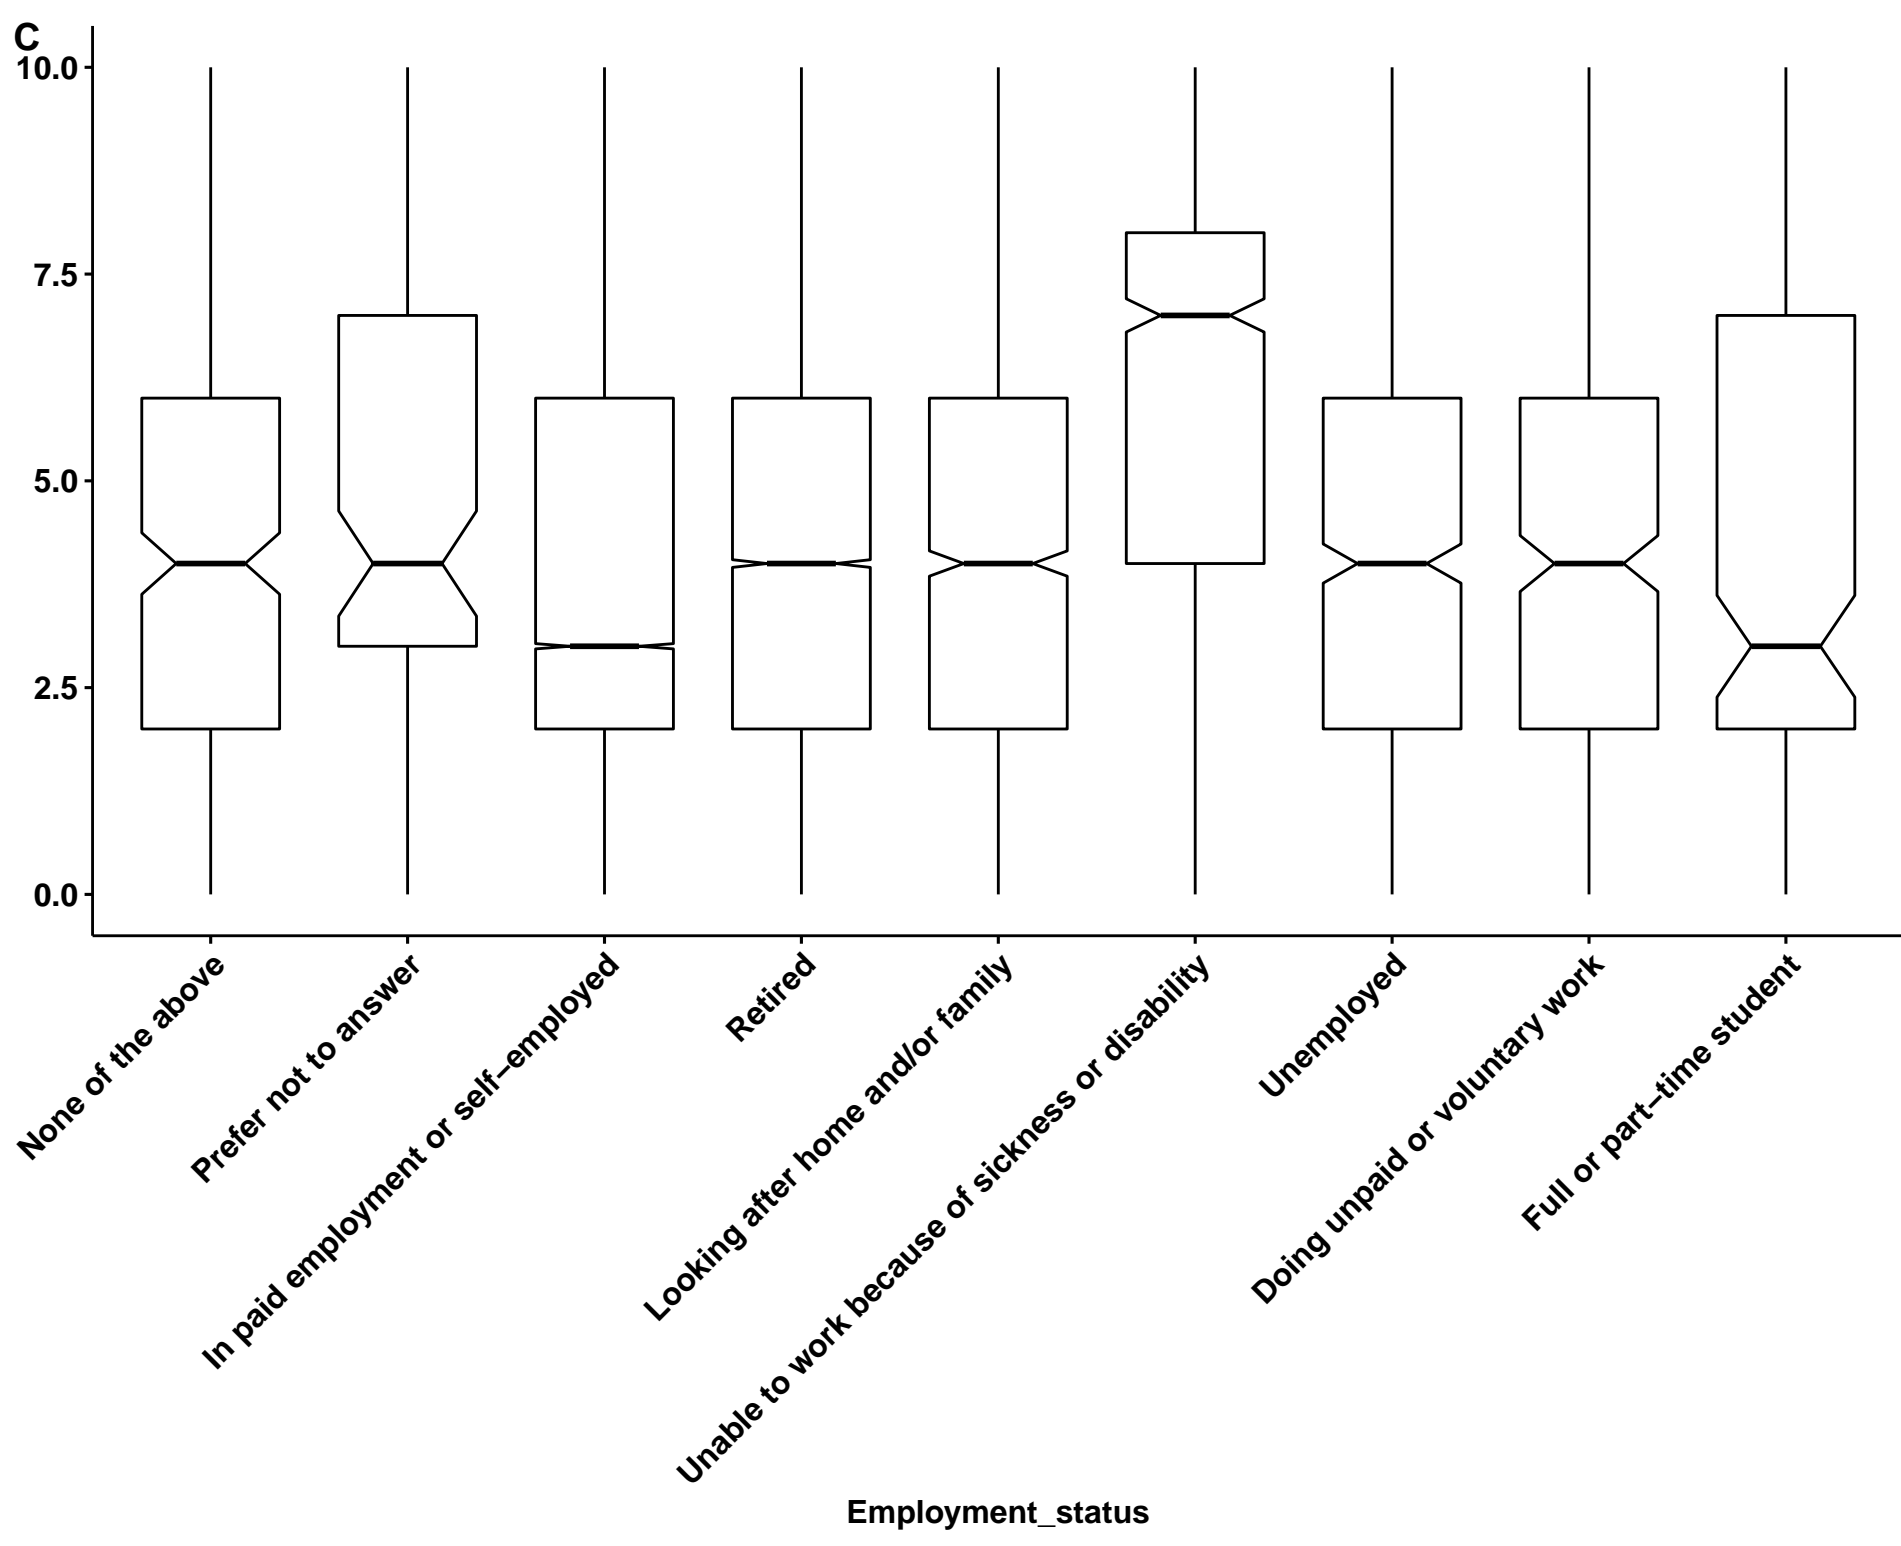 C
10.0
7.5
5.0
2.5
0.0
None of the above
Prefer not to answer
In paid employment or self−employed
Retired
Looking after home and/or family
Unable to work because of sickness or disability
Unemployed
Doing unpaid or voluntary work
Full or part−time student
Employment_status